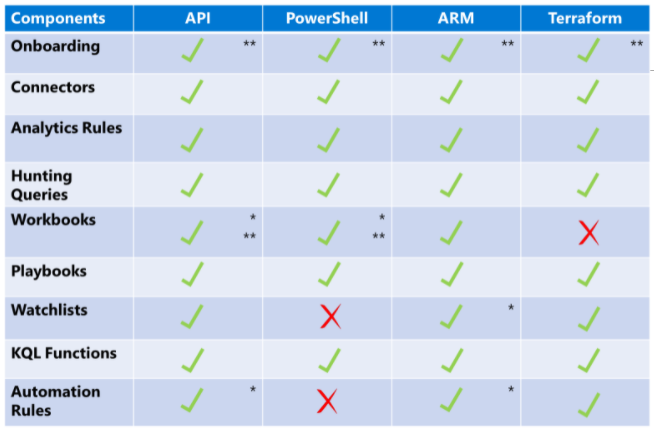 Components API PowerShell ARM Terraform
Onboarding ** ** ** **
Connectors
Analytics Rules
Hunting
Queries
Workbooks * *
** **
Playbooks
Watchlists *
KQL Functions
Automation * *
Rules